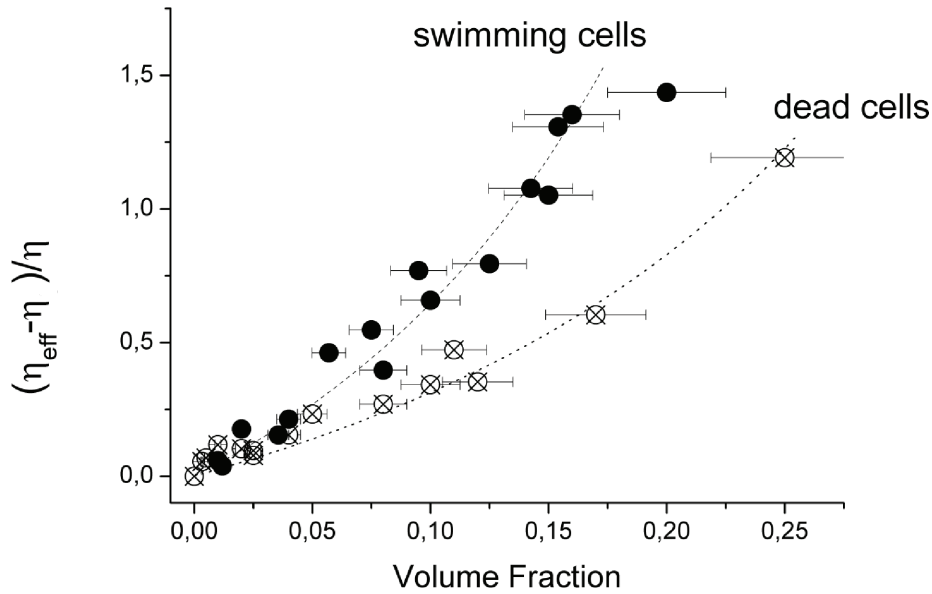 swimming cells
dead cells
(ηeff-η )/η
1,5
1,0
0,5
0,0
0,00 0,05 0,10 0,15 0,20 0,25
Volume Fraction